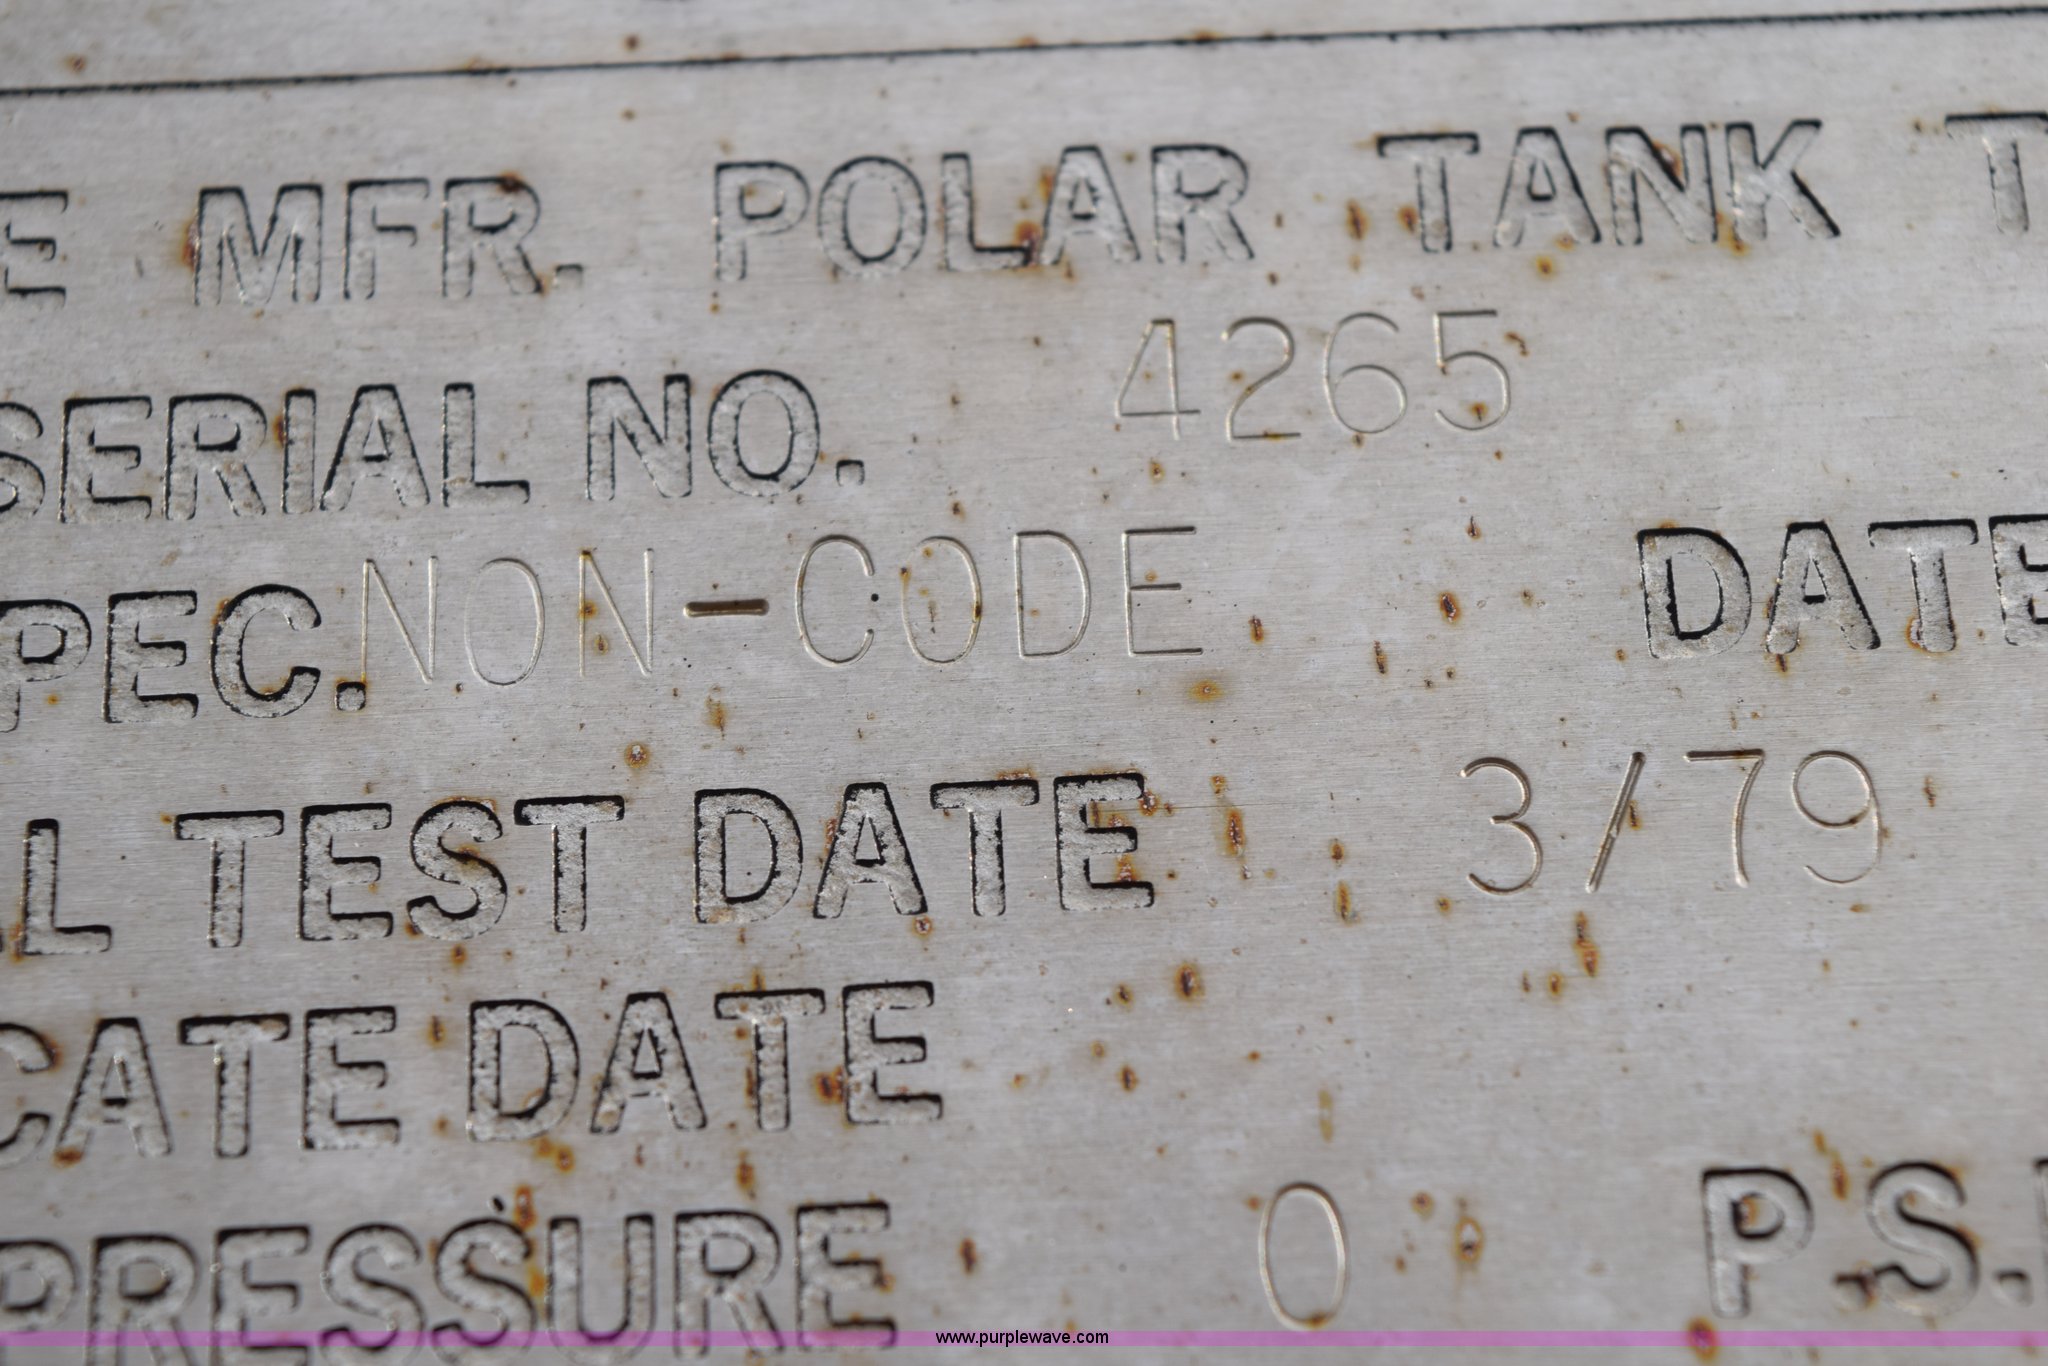 E MFR. POLAR TANK T
SERIAL NO. 4265
PEC. NON-CODE DATE
L TEST DATE 3/79
CATE DATE
PRESSURE 0 P.S.
www.purplewave.com